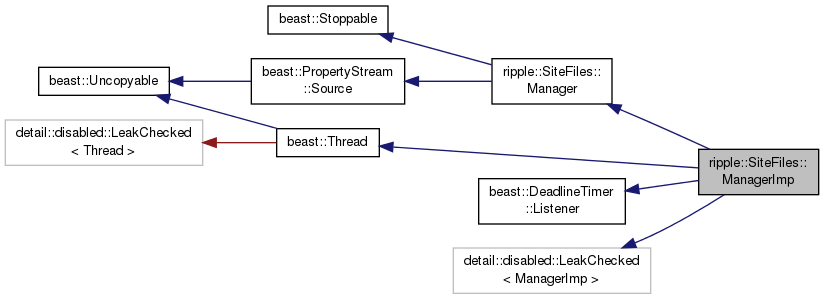 beast::Stoppable
beast::PropertyStream
::Source
ripple::SiteFiles::
Manager
beast::Uncopyable
detail::disabled::LeakChecked
< Thread >
beast::Thread
ripple::SiteFiles::
ManagerImp
beast::DeadlineTimer
::Listener
detail::disabled::LeakChecked
< ManagerImp >